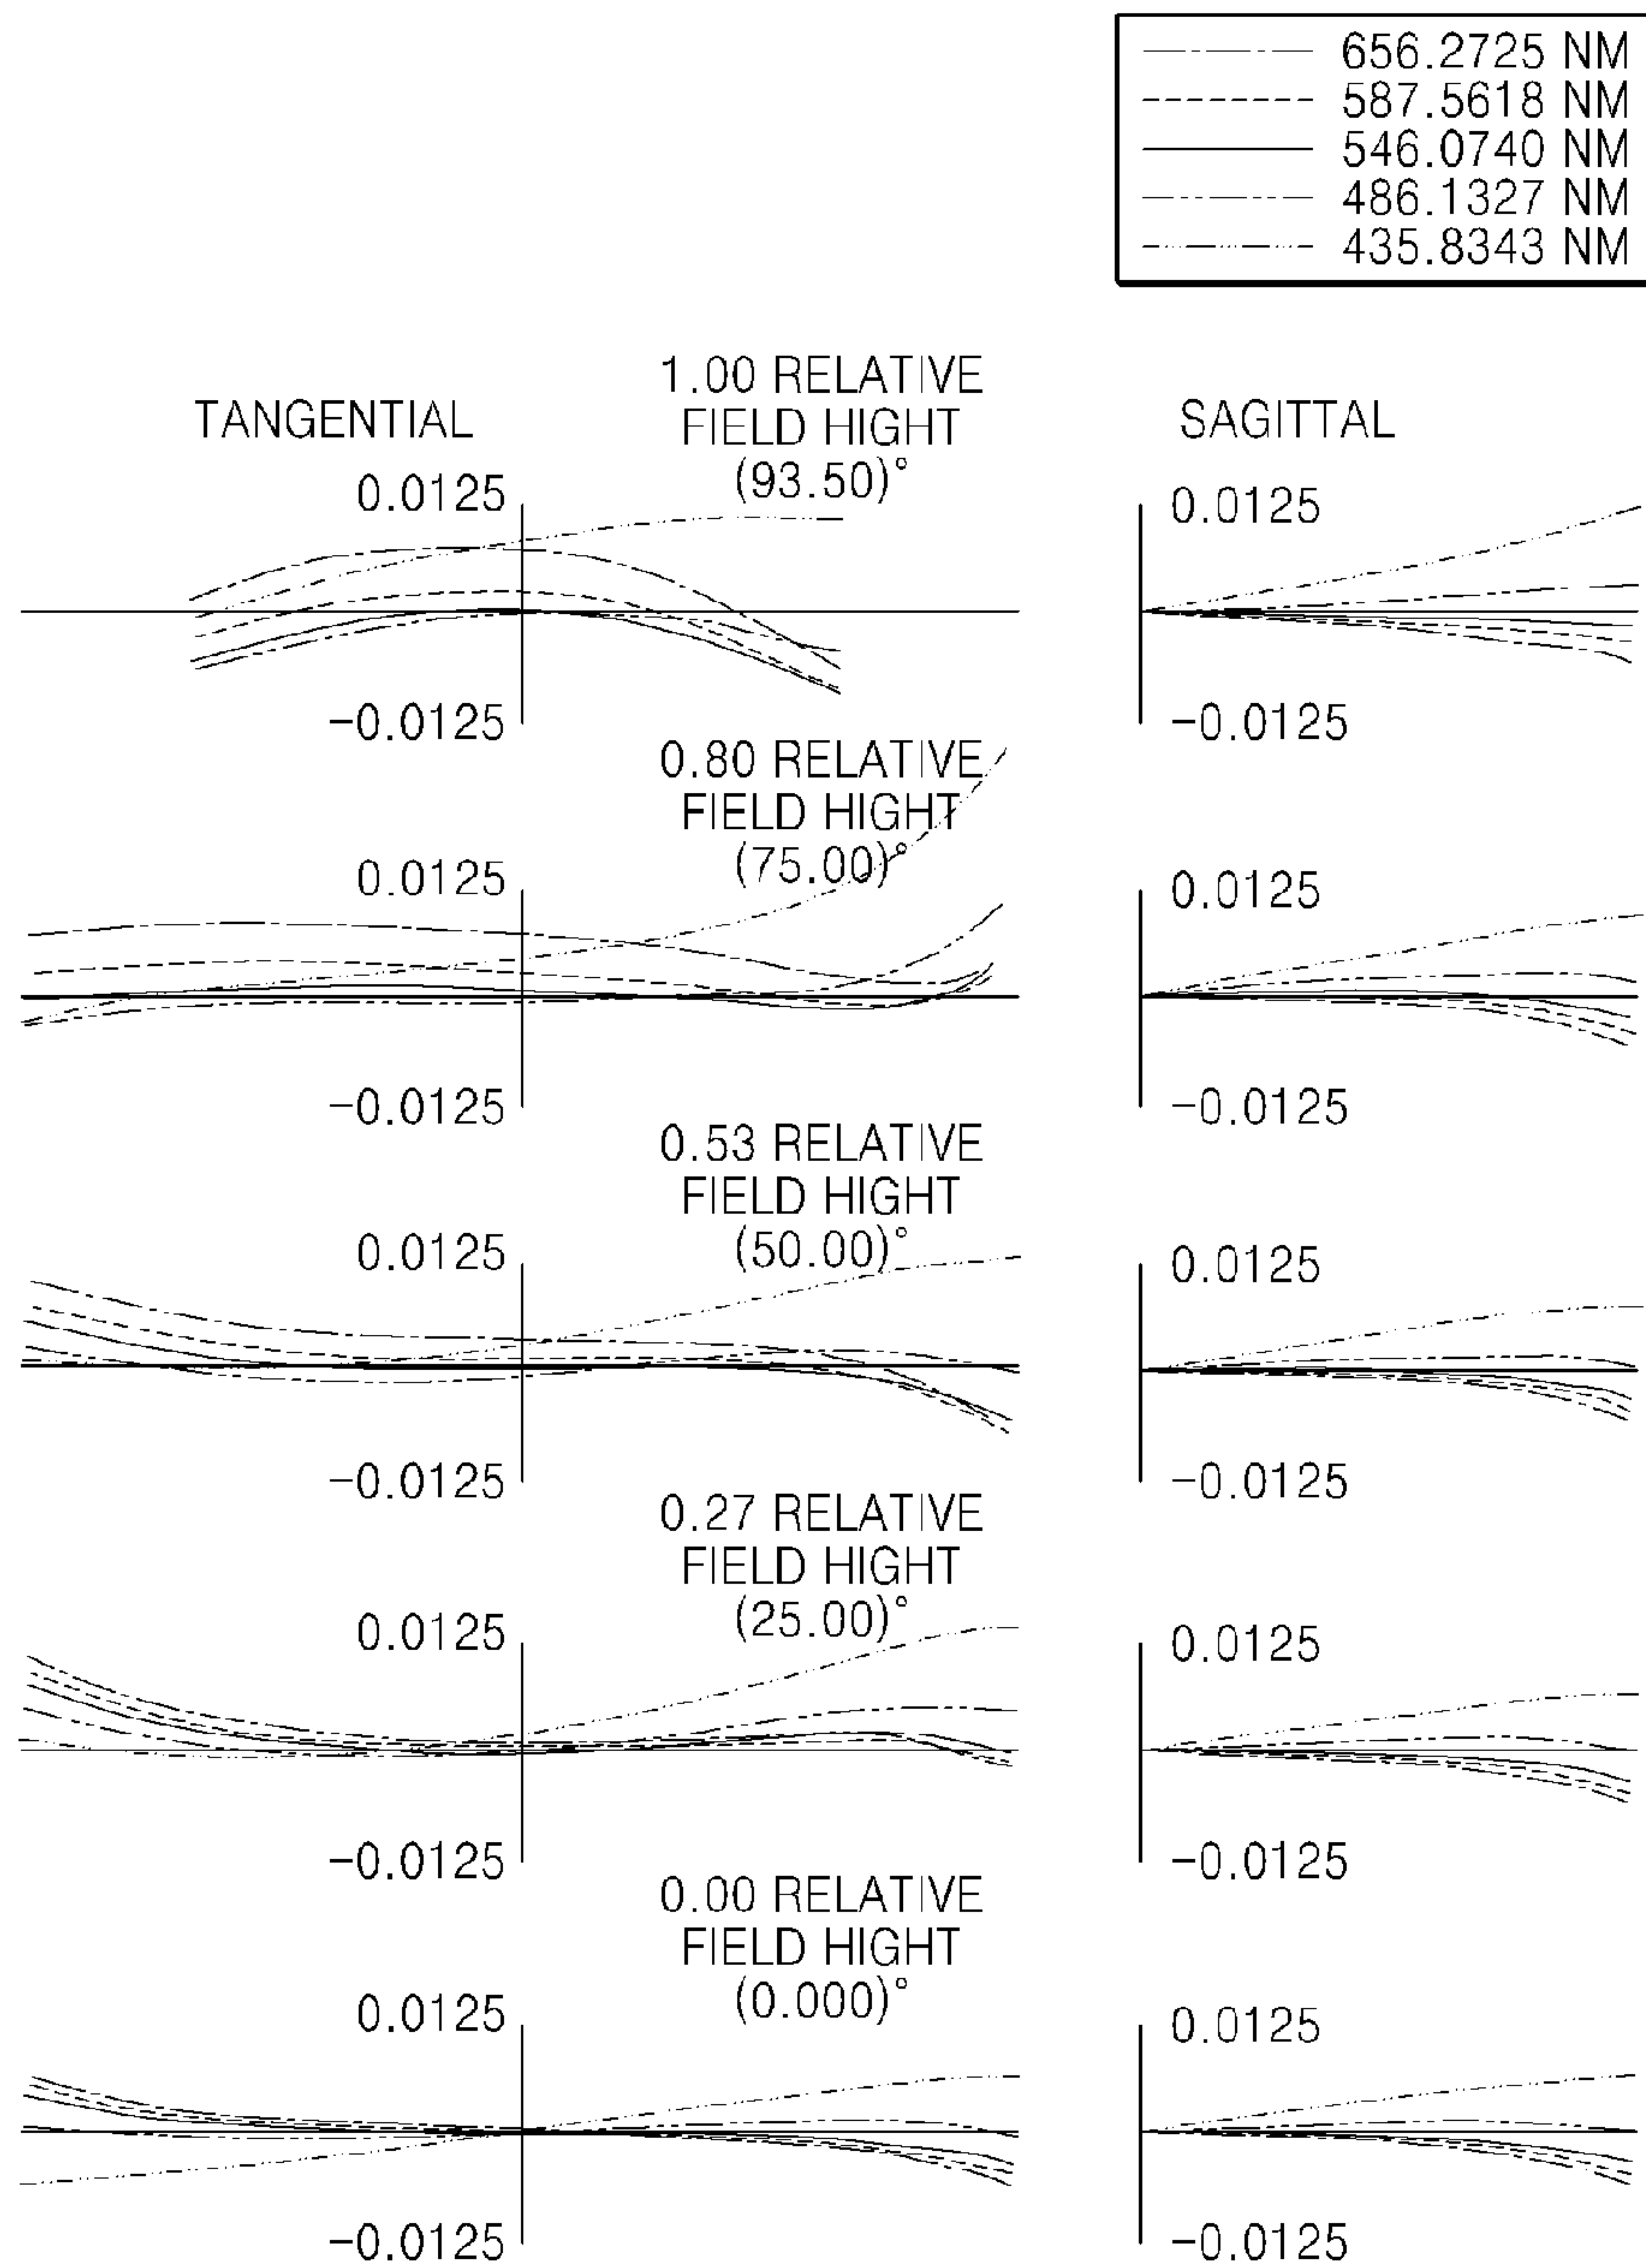 656.2725 NM
587.5618 NM
546.0740 NM
486.1327 NM
435.8343 NM
1.00 RELATIVE
FIELD HIGHT
(93.50)°
TANGENTIAL
SAGITTAL
0.0125
0.0125
-0.0125
-0.0125
0.80 RELATIVE
FIELD HIGHT
(75.00)°
0.0125
0.0125
-0.0125
-0.0125
0.53 RELATIVE
FIELD HIGHT
(50.00)°
0.0125
0.0125
-0.0125
-0.0125
0.27 RELATIVE
FIELD HIGHT
(25.00)°
0.0125
0.0125
-0.0125
-0.0125
0.00 RELATIVE
FIELD HIGHT
(0.000)°
0.0125
0.0125
-0.0125
-0.0125